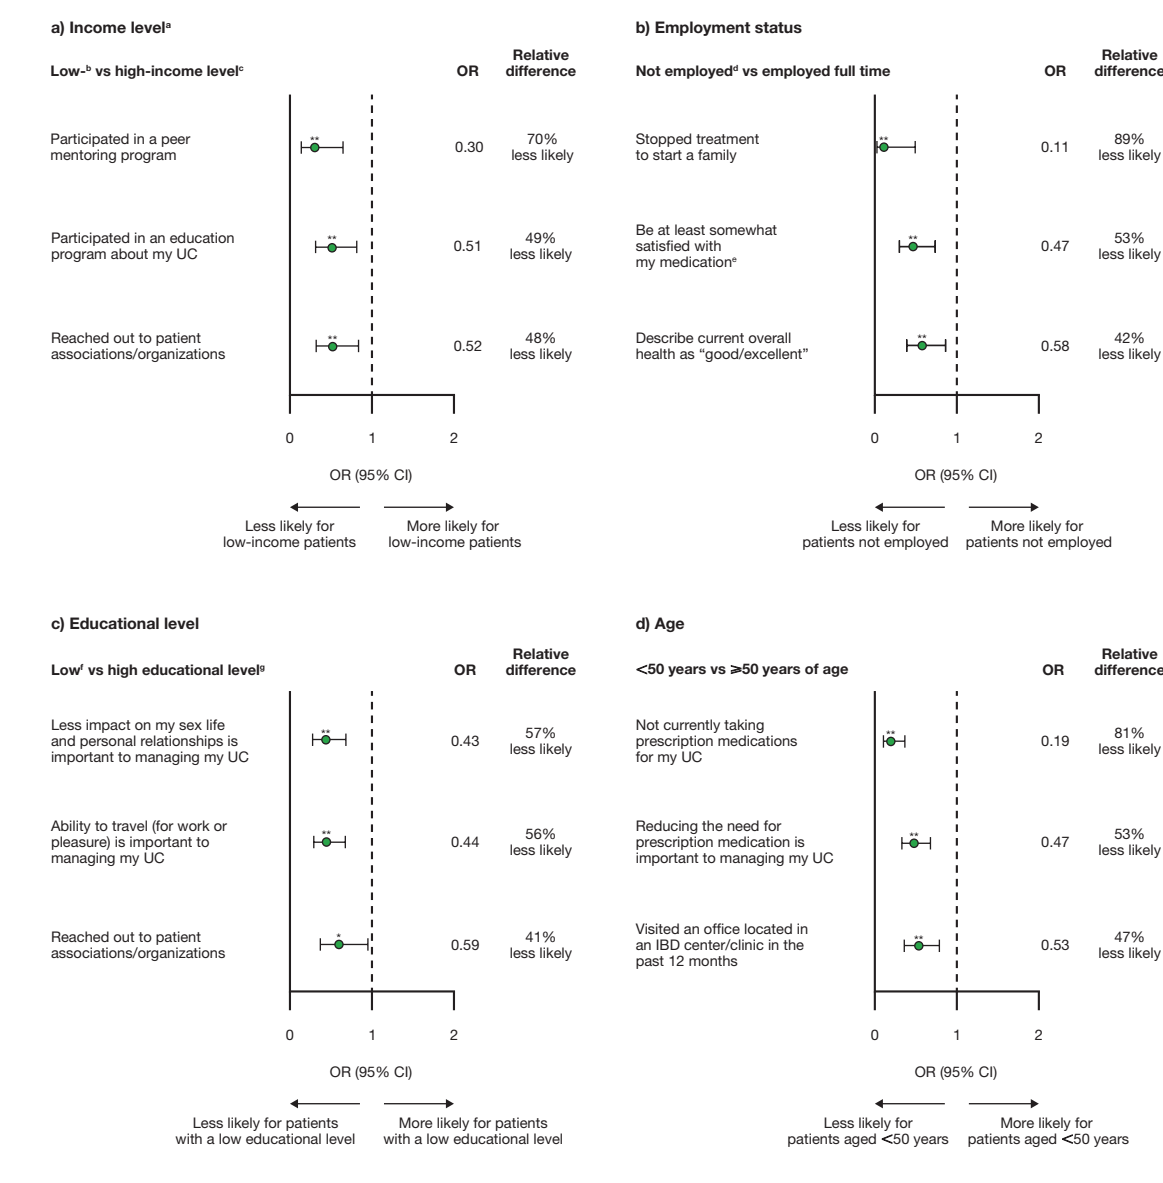 a) Income levelᵃ
Low-ᵇ vs high-income levelᶜ
OR
Relative
difference
Participated in a peer
mentoring program
**
0.30
70%
less likely
Participated in an education
program about my UC
**
0.51
49%
less likely
Reached out to patient
associations/organizations
**
0.52
48%
less likely
0 1 2
OR (95% CI)
Less likely for
low-income patients
More likely for
low-income patients
b) Employment status
Not employedᵈ vs employed full time
OR
Relative
difference
Stopped treatment
to start a family
**
0.11
89%
less likely
Be at least somewhat
satisfied with
my medicationᵉ
**
0.47
53%
less likely
Describe current overall
health as “good/excellent”
**
0.58
42%
less likely
0 1 2
OR (95% CI)
Less likely for
patients not employed
More likely for
patients not employed
c) Educational level
Lowᶠ vs high educational levelᵍ
OR
Relative
difference
Less impact on my sex life
and personal relationships is
important to managing my UC
**
0.43
57%
less likely
Ability to travel (for work or
pleasure) is important to
managing my UC
**
0.44
56%
less likely
Reached out to patient
associations/organizations
*
0.59
41%
less likely
0 1 2
OR (95% CI)
Less likely for patients
with a low educational level
More likely for patients
with a low educational level
d) Age
<50 years vs ≥50 years of age
OR
Relative
difference
Not currently taking
prescription medications
for my UC
**
0.19
81%
less likely
Reducing the need for
prescription medication is
important to managing my UC
**
0.47
53%
less likely
Visited an office located in
an IBD center/clinic in the
past 12 months
**
0.53
47%
less likely
0 1 2
OR (95% CI)
Less likely for
patients aged <50 years
More likely for
patients aged <50 years